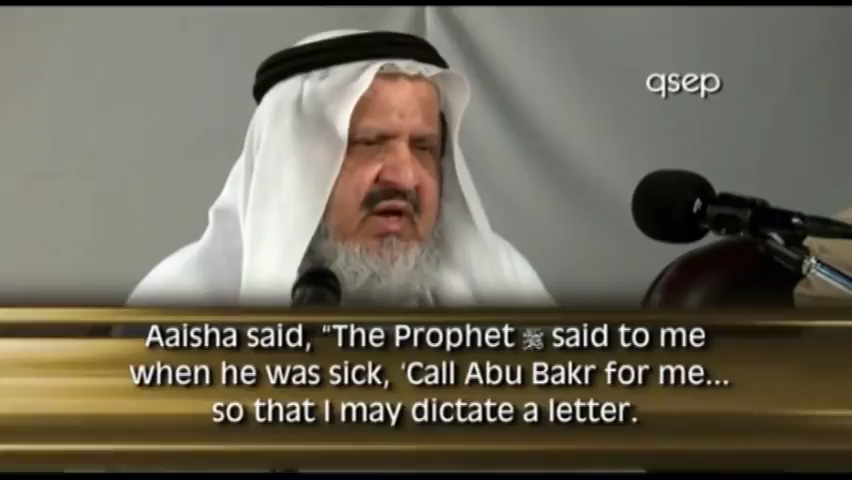 qsep
Aaisha said, “The Prophet ﷺ said to me
when he was sick, ‘Call Abu Bakr for me...
so that I may dictate a letter.